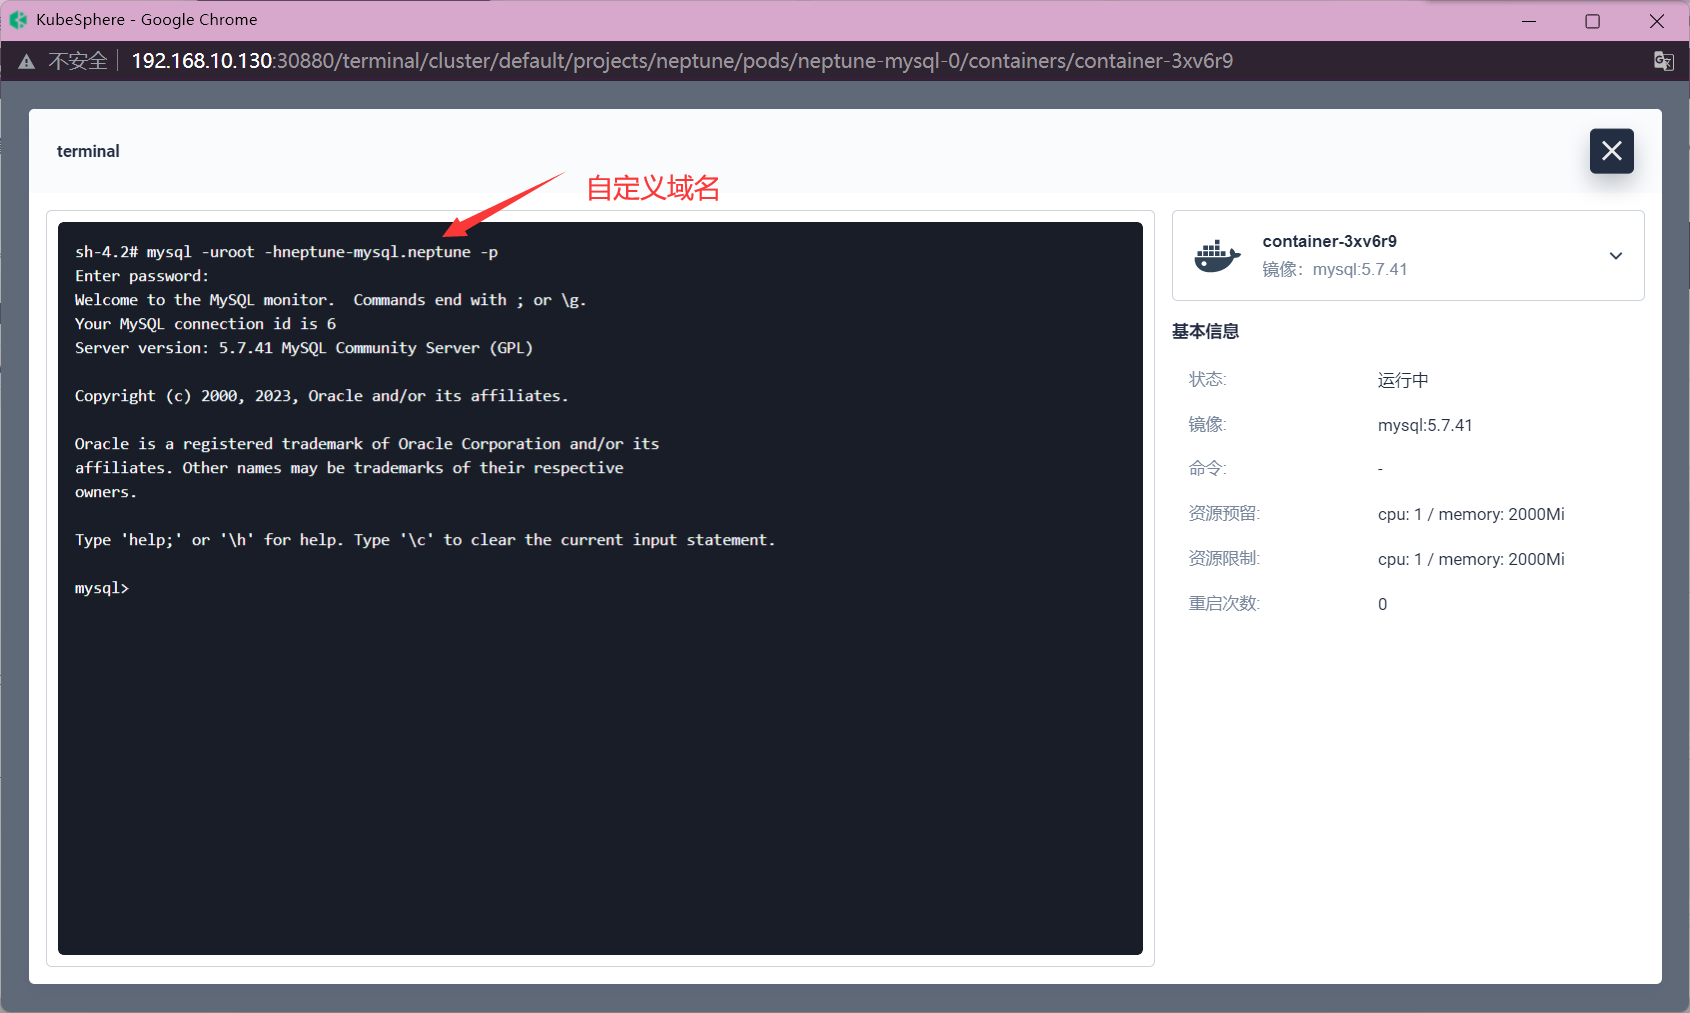 KubeSphere - Google Chrome
不安全 192.168.10.130:30880/terminal/cluster/default/projects/neptune/pods/neptune-mysql-0/containers/container-3xv6r9
terminal
自定义域名
sh-4.2# mysql -uroot -hneptune-mysql.neptune -p
Enter password:
Welcome to the MySQL monitor.  Commands end with ; or \g.
Your MySQL connection id is 6
Server version: 5.7.41 MySQL Community Server (GPL)
Copyright (c) 2000, 2023, Oracle and/or its affiliates.
Oracle is a registered trademark of Oracle Corporation and/or its
affiliates. Other names may be trademarks of their respective
owners.
Type 'help;' or '\h' for help. Type '\c' to clear the current input statement.
mysql>
container-3xv6r9
镜像：mysql:5.7.41
基本信息
状态: 运行中
镜像: mysql:5.7.41
命令: -
资源预留: cpu: 1 / memory: 2000Mi
资源限制: cpu: 1 / memory: 2000Mi
重启次数: 0